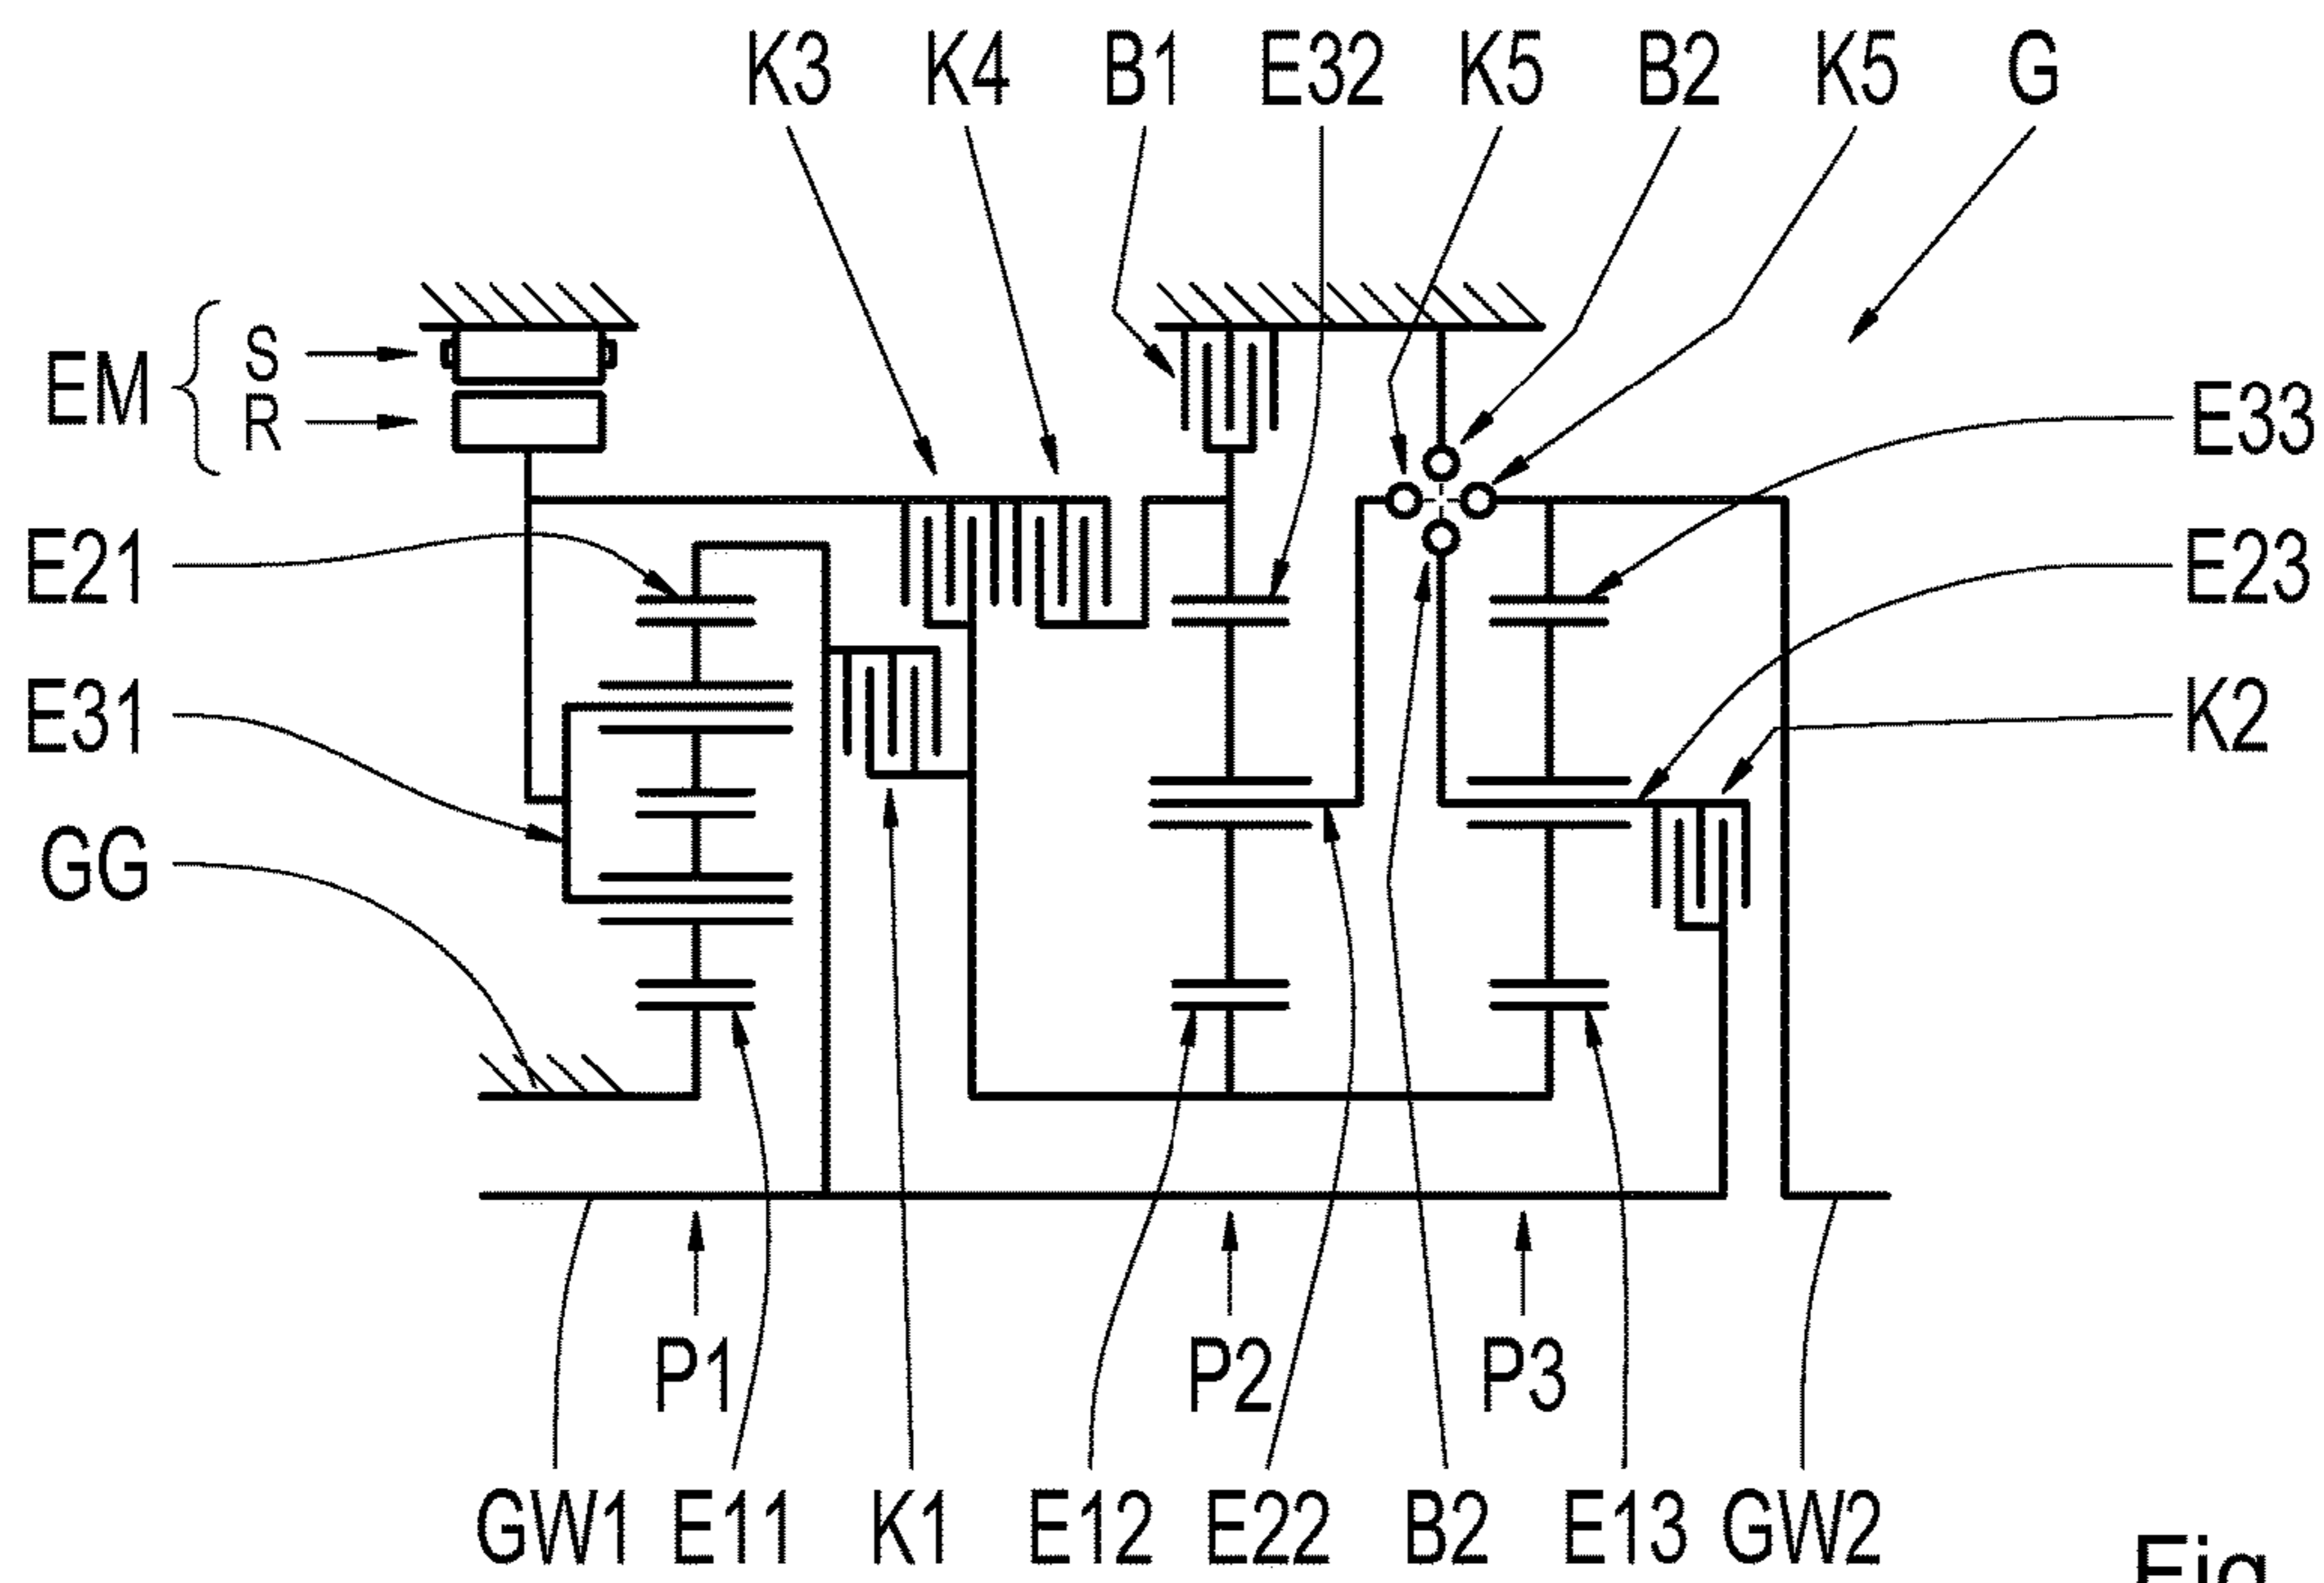 K3 K4 B1 E32 K5 B2 K5 G
EM
S
R
E33
E21
E23
E31
K2
GG
P1 P2 P3
GW1 E11 K1 E12 E22 B2 E13 GW2
Fig